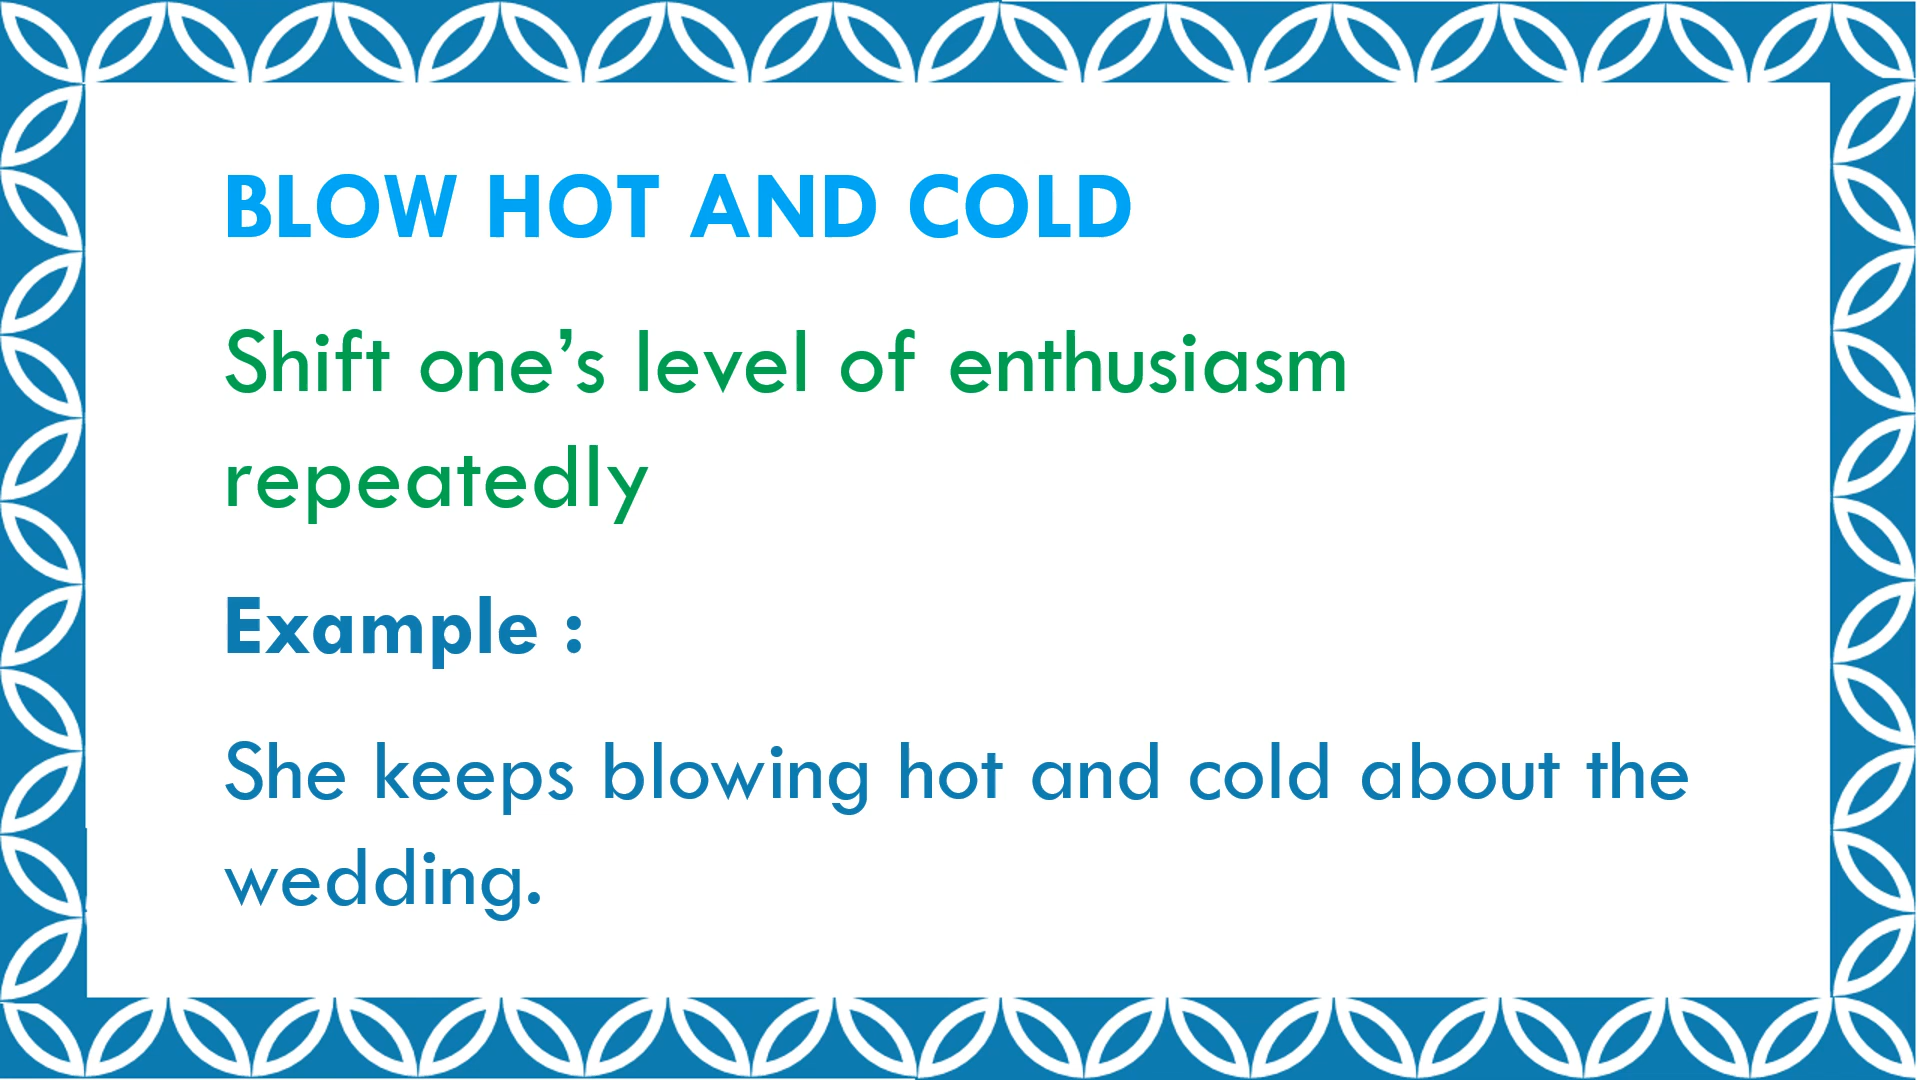 BLOW HOT AND COLD
Shift one’s level of enthusiasm
repeatedly
Example :
She keeps blowing hot and cold about the
wedding.